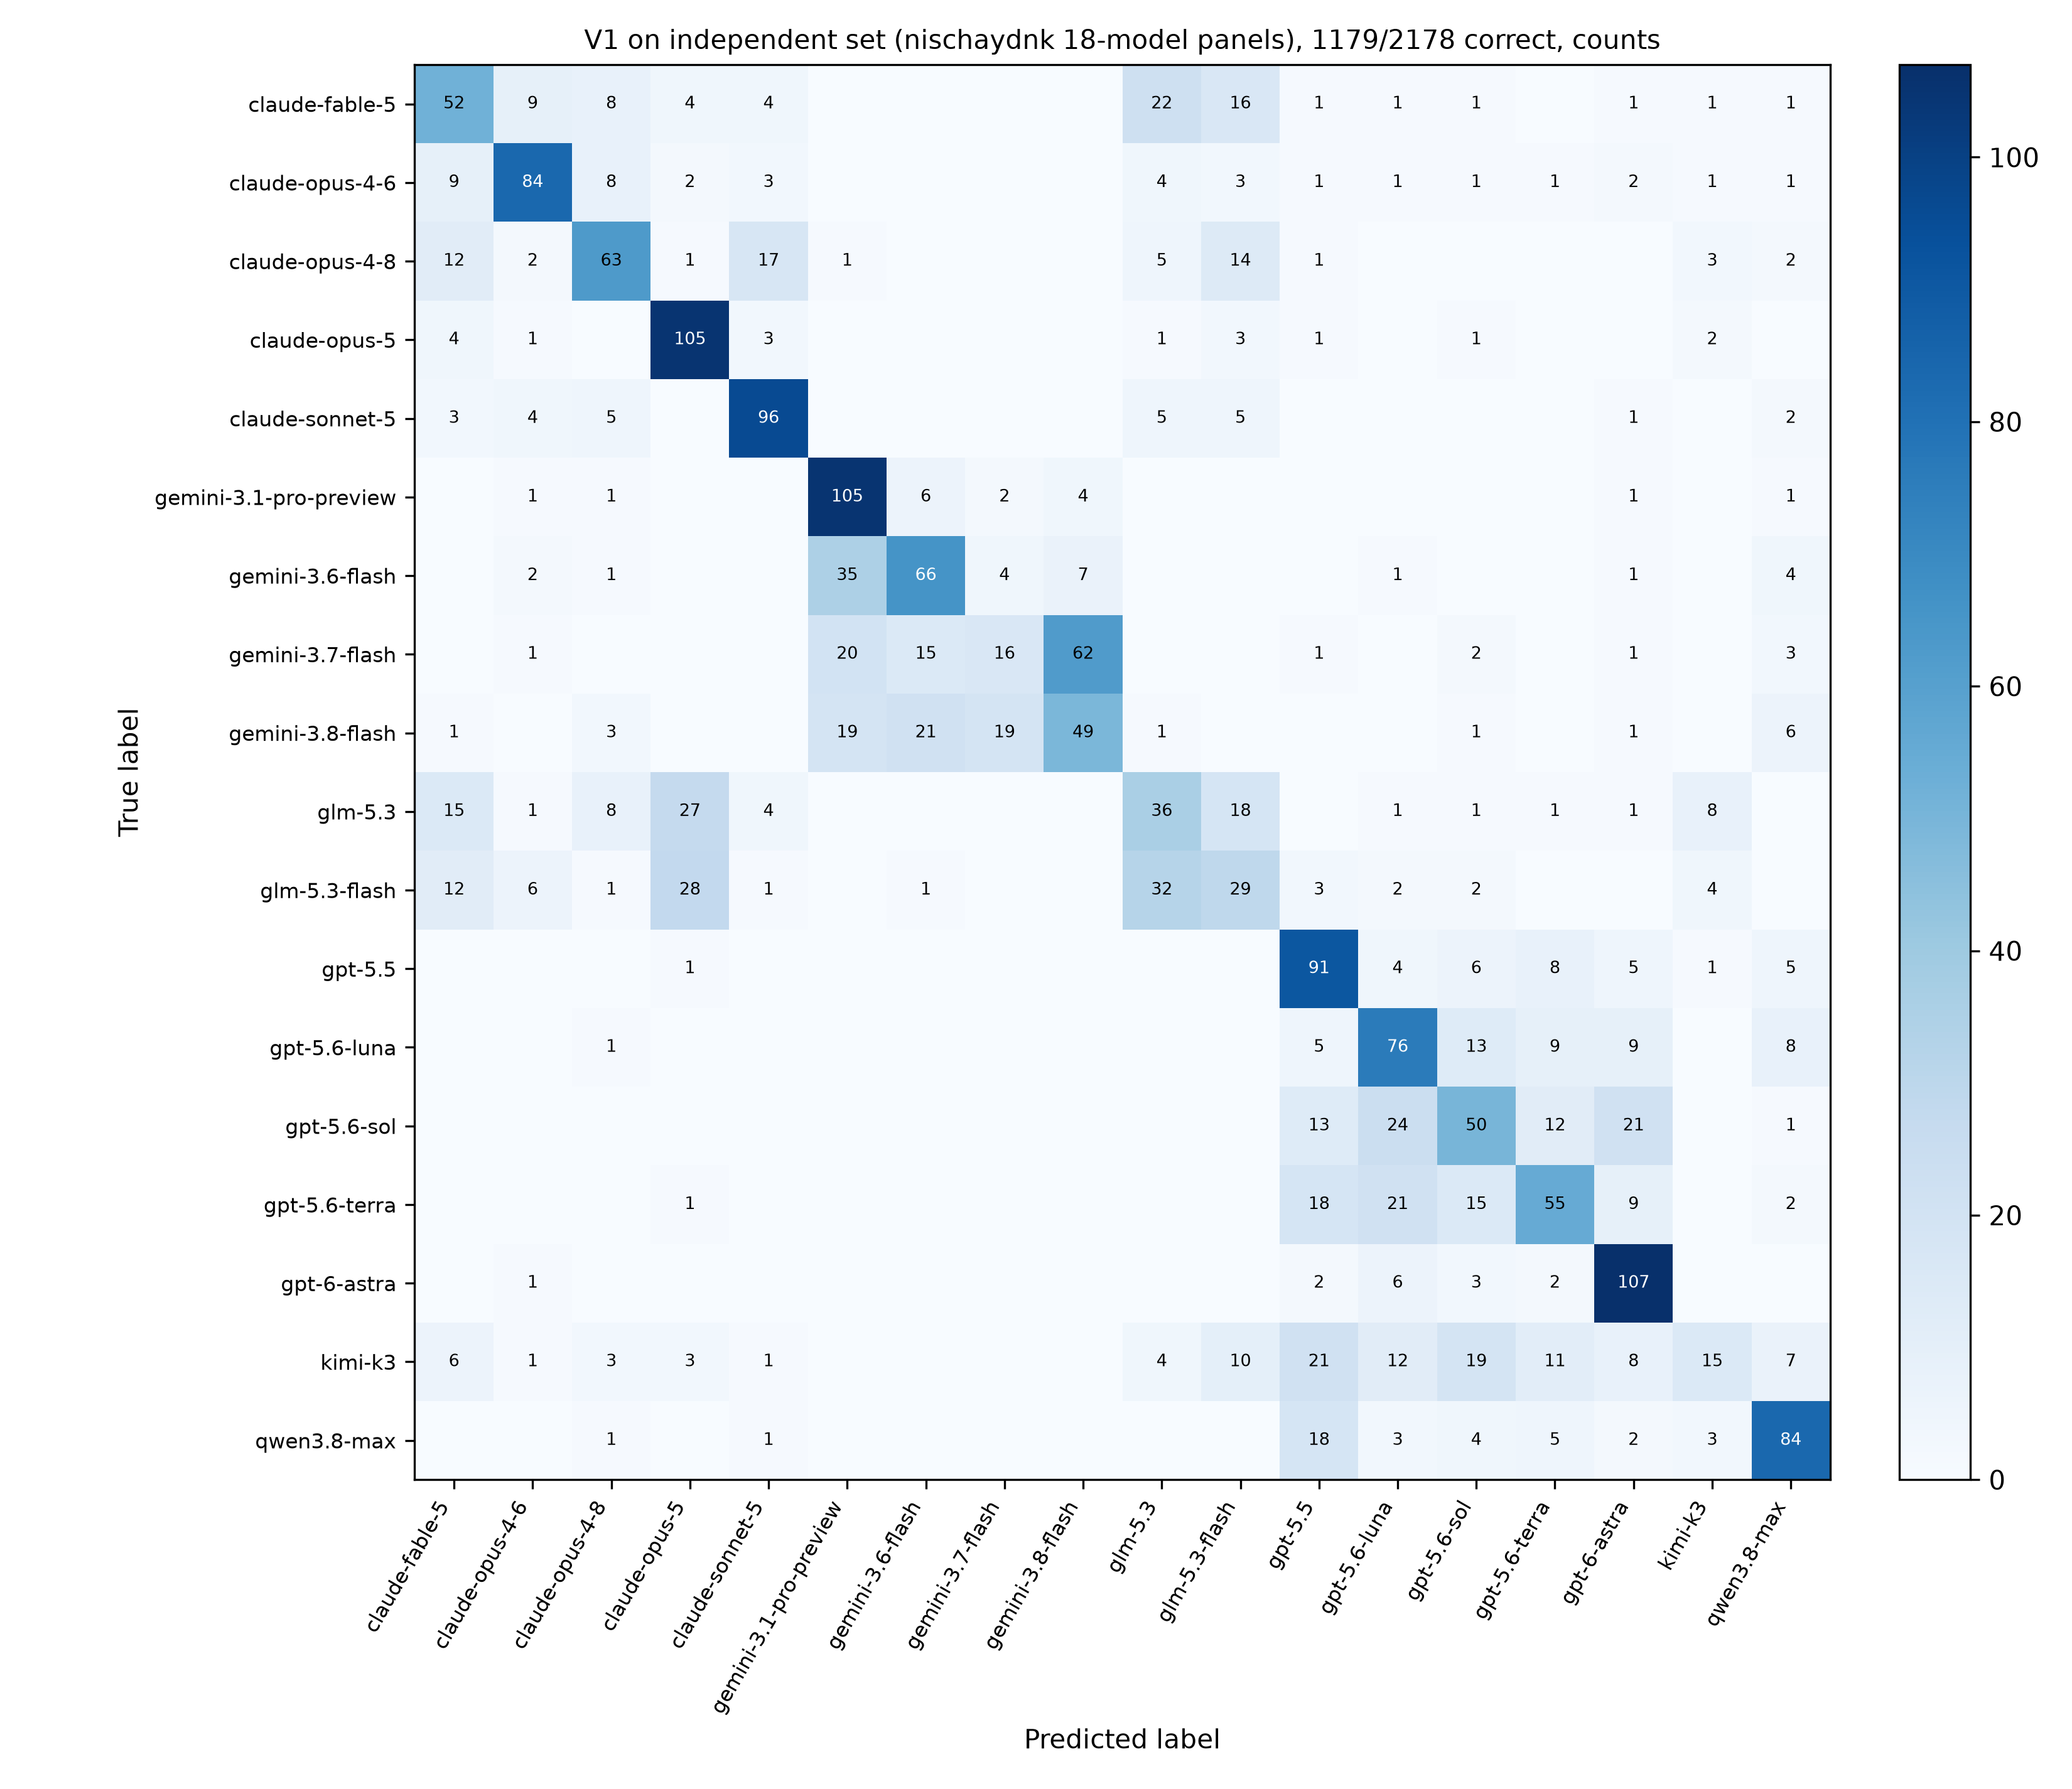 V1 on independent set (nischaydnk 18-model panels), 1179/2178 correct, counts
claude-fable-5 52 9 8 4 4 22 16 1 1 1 1 1 1
claude-opus-4-6 9 84 8 2 3 4 3 1 1 1 1 2 1 1
claude-opus-4-8 12 2 63 1 17 1 5 14 1 3 2
claude-opus-5 4 1 105 3 1 3 1 1 2
claude-sonnet-5 3 4 5 96 5 5 1 2
gemini-3.1-pro-preview 1 1 105 6 2 4 1 1
gemini-3.6-flash 2 1 35 66 4 7 1 1 4
gemini-3.7-flash 1 20 15 16 62 1 2 1 3
gemini-3.8-flash 1 3 19 21 19 49 1 1 1 6
glm-5.3 15 1 8 27 4 36 18 1 1 1 1 8
glm-5.3-flash 12 6 1 28 1 1 32 29 3 2 2 4
gpt-5.5 1 91 4 6 8 5 1 5
gpt-5.6-luna 1 5 76 13 9 9 8
gpt-5.6-sol 13 24 50 12 21 1
gpt-5.6-terra 1 18 21 15 55 9 2
gpt-6-astra 1 2 6 3 2 107
kimi-k3 6 1 3 3 1 4 10 21 12 19 11 8 15 7
qwen3.8-max 1 1 18 3 4 5 2 3 84
True label
claude-fable-5
claude-opus-4-6
claude-opus-4-8
claude-opus-5
claude-sonnet-5
gemini-3.1-pro-preview
gemini-3.6-flash
gemini-3.7-flash
gemini-3.8-flash
glm-5.3
glm-5.3-flash
gpt-5.5
gpt-5.6-luna
gpt-5.6-sol
gpt-5.6-terra
gpt-6-astra
kimi-k3
qwen3.8-max
Predicted label
100
80
60
40
20
0